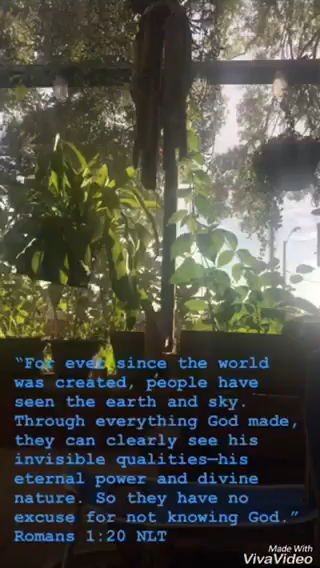 “For ever since the world
was created, people have
seen the earth and sky.
Through everything God made,
they can clearly see his
invisible qualities—his
eternal power and divine
nature. So they have no
excuse for not knowing God.”
Romans 1:20 NLT
Made With
VivaVideo